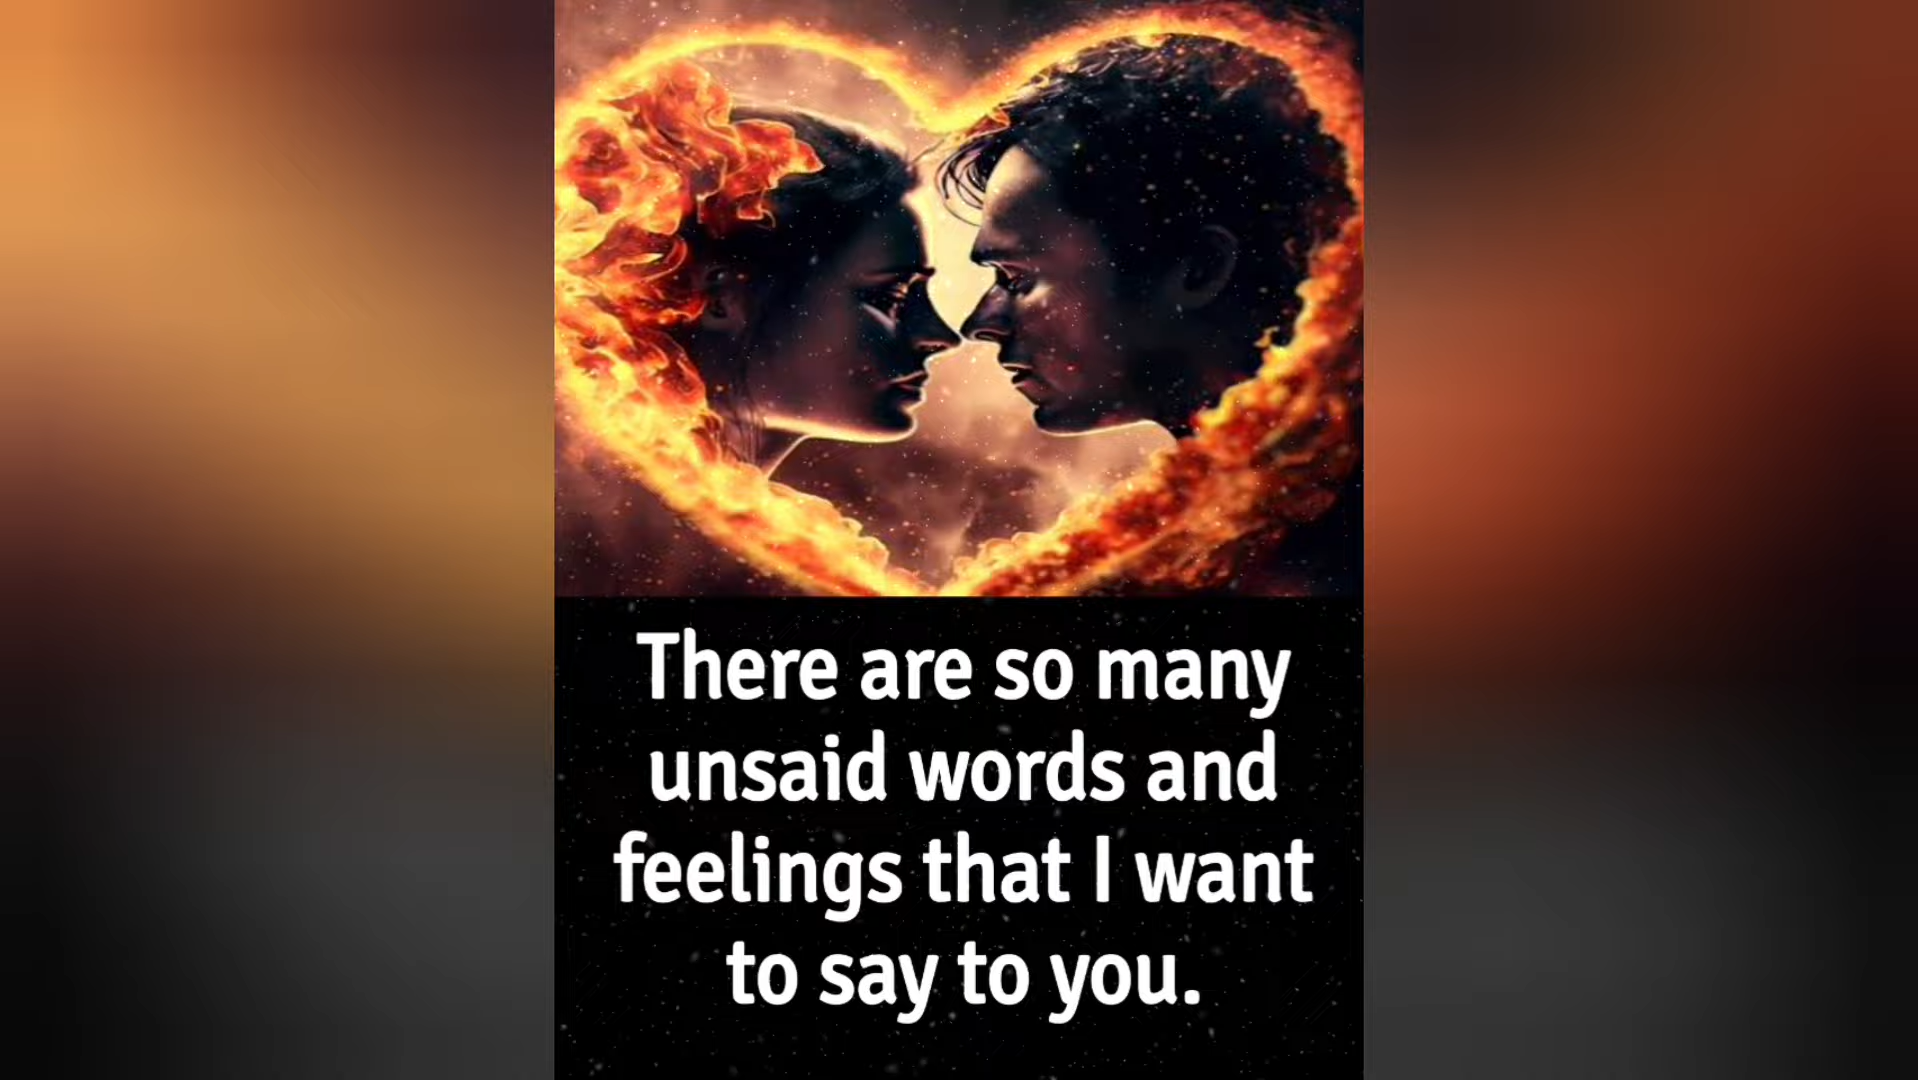 There are so many
unsaid words and
feelings that I want
to say to you.